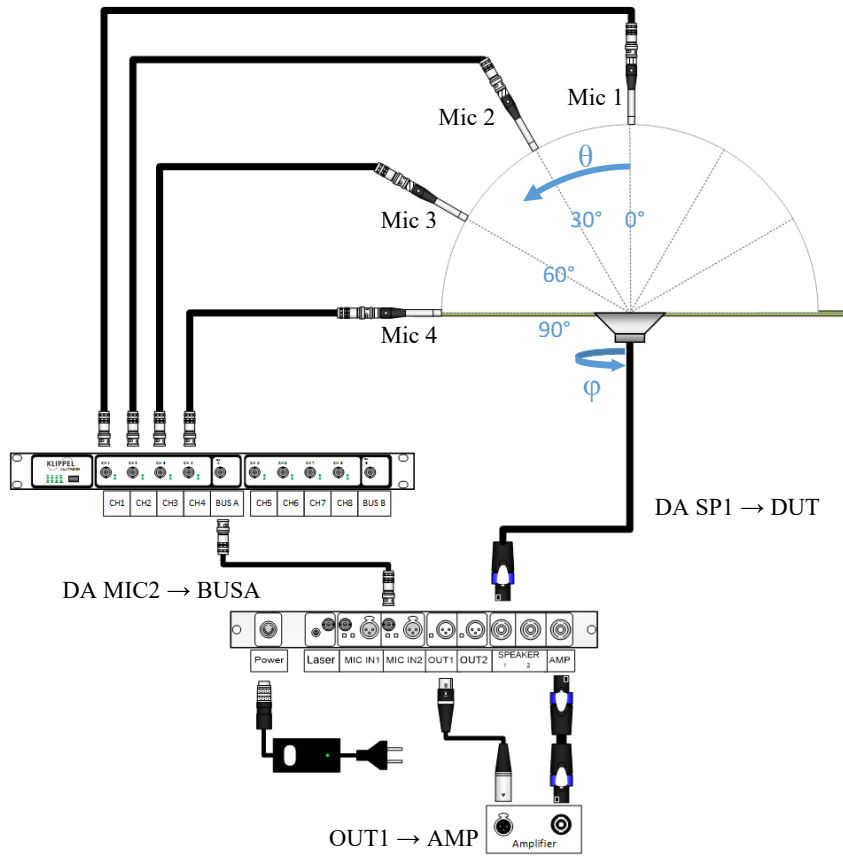 Mic 1
Mic 2
θ
Mic 3
30°
0°
60°
Mic 4
90°
φ
KLIPPEL
CH1
CH2
CH3
CH4
BUS A
CH5
CH6
CH7
CH8
BUS B
DA SP1 → DUT
DA MIC2 → BUSA
Power
Laser
MIC IN1
MIC IN2
OUT1
OUT2
SPEAKER
1 2
AMP
OUT1 → AMP
Amplifier